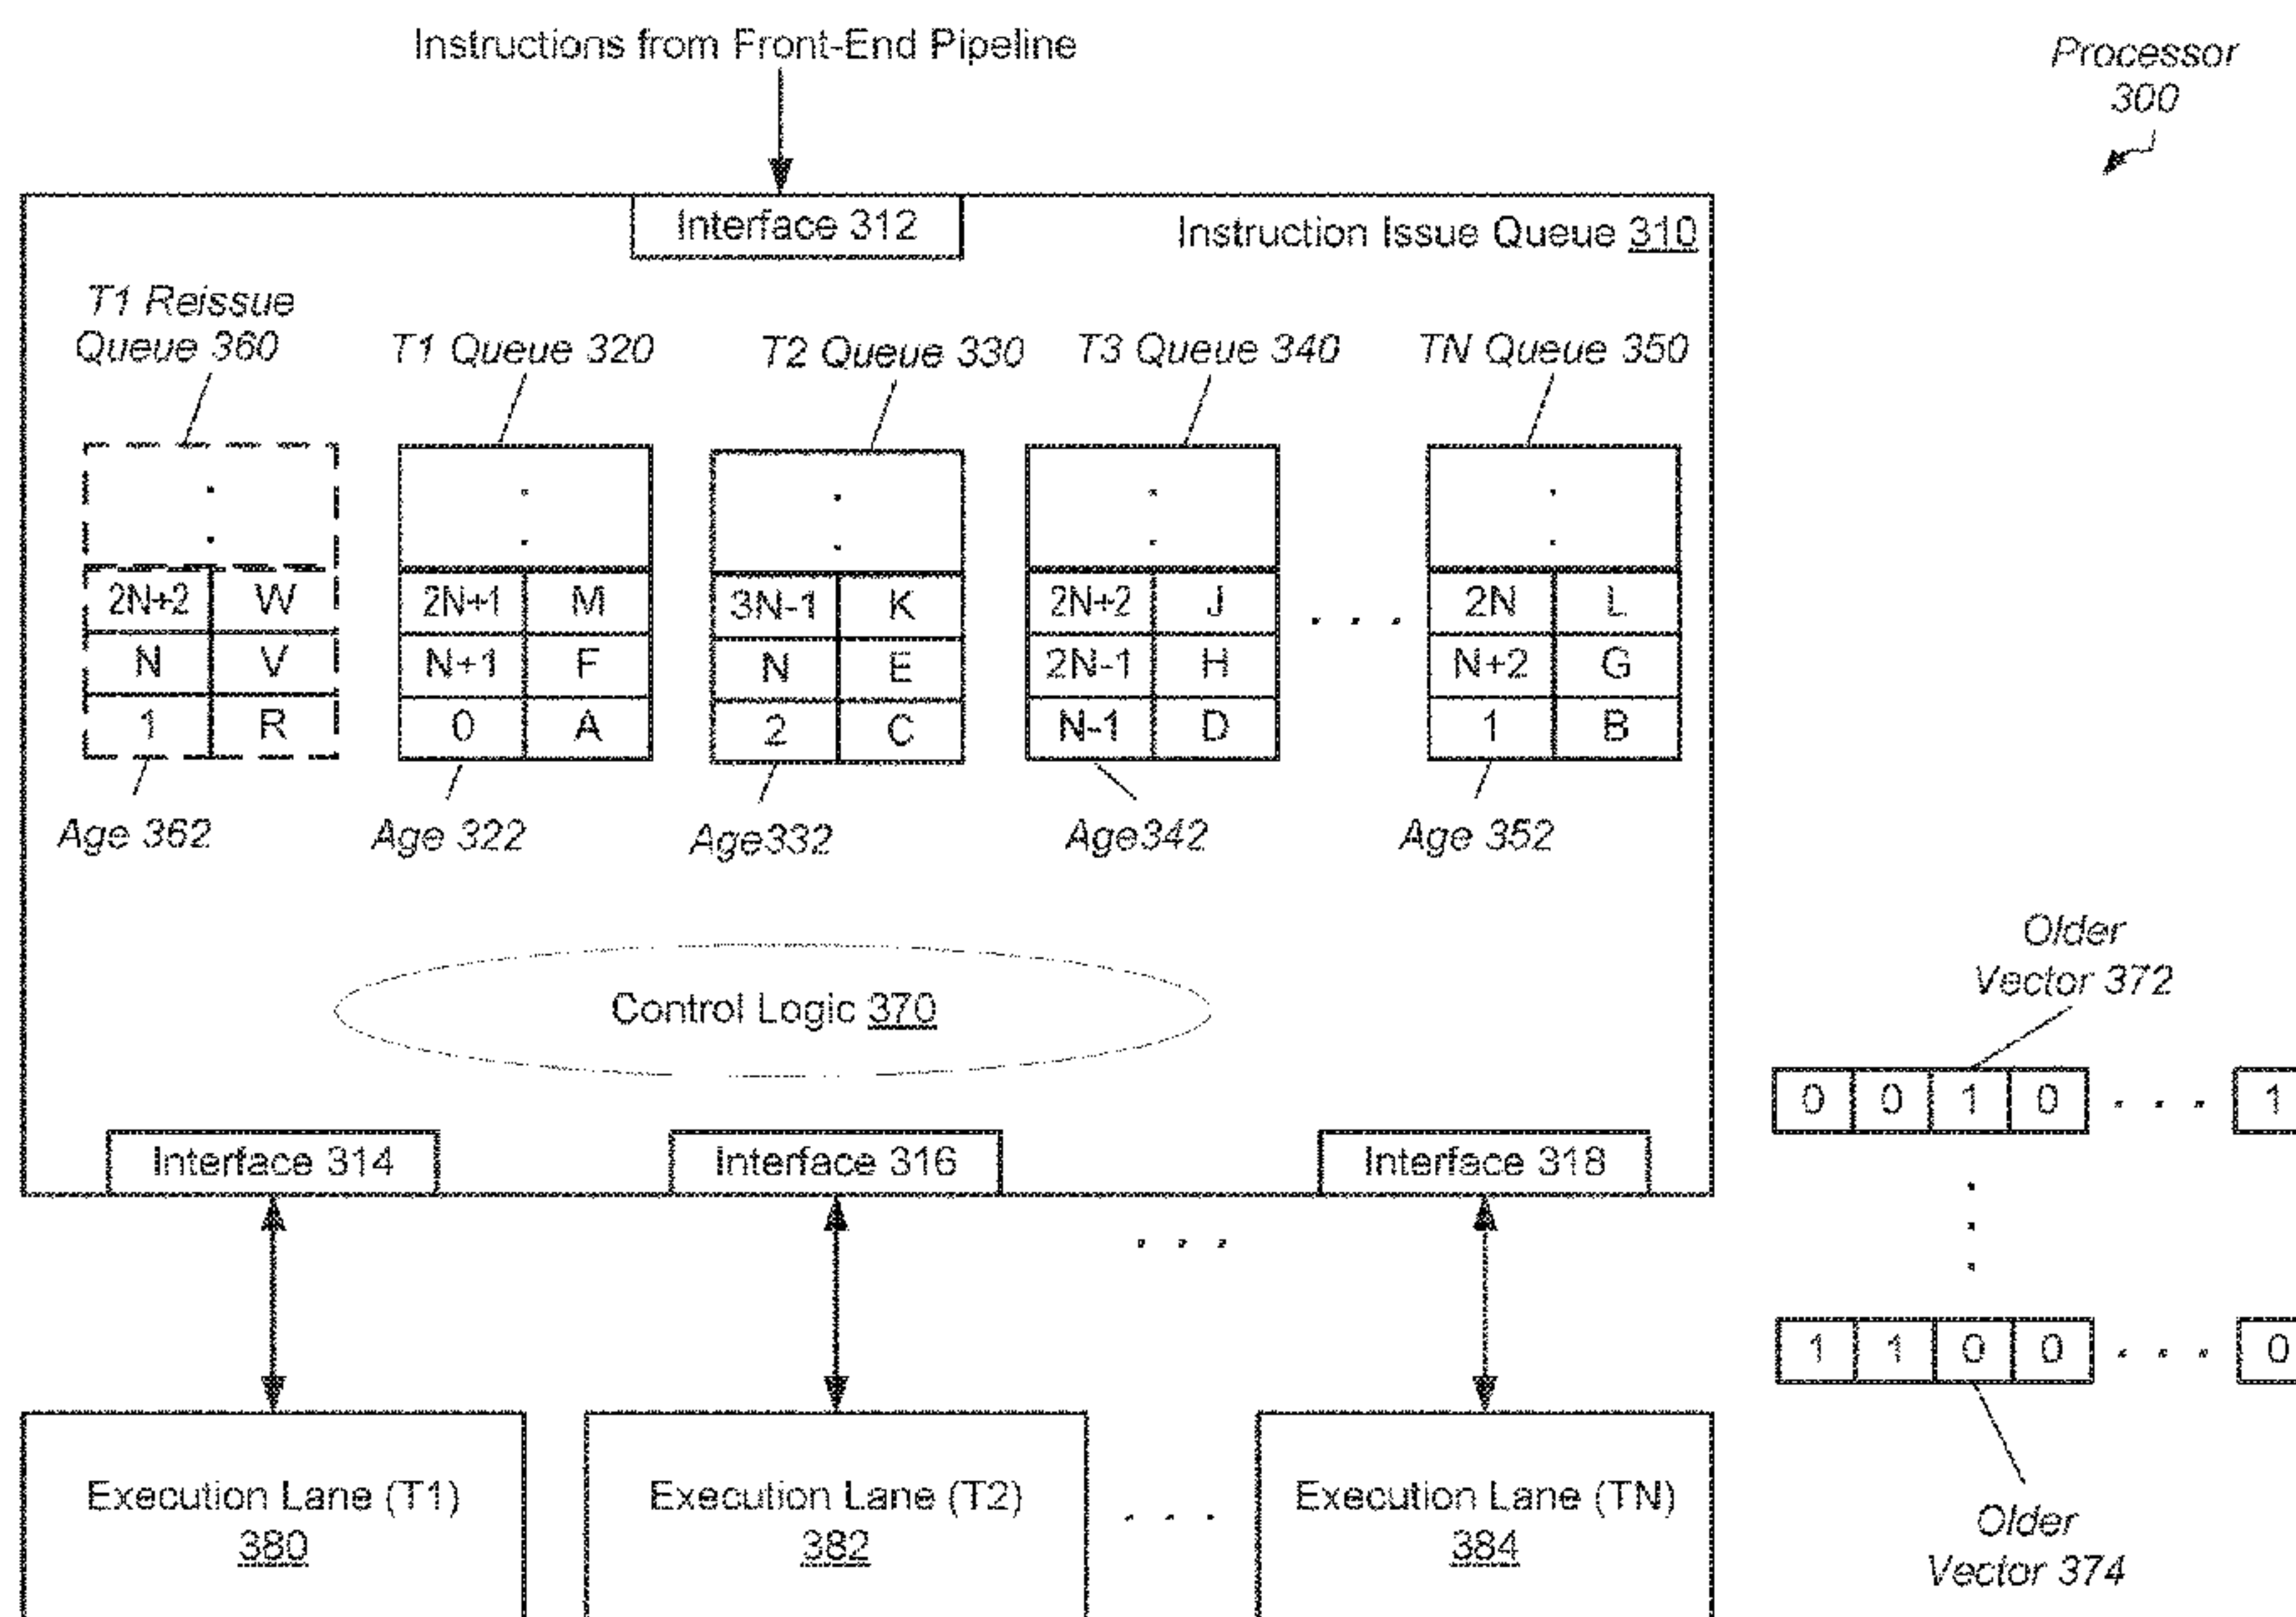 Instructions from Front-End Pipeline
Processor
300
Interface 312
Instruction Issue Queue 310
T1 Reissue
Queue 360
T1 Queue 320
T2 Queue 330
T3 Queue 340
TN Queue 350
2N+2 W
2N+1 M
3N-1 K
2N+2 J
2N L
N V
N+1 F
N E
2N-1 H
N+2 G
1 R
0 A
2 C
N-1 D
1 B
. . .
Age 362
Age 322
Age332
Age342
Age 352
Control Logic 370
Older
Vector 372
0 0 1 0 . . . 1
Interface 314
Interface 316
Interface 318
. . .
1 1 0 0 . . . 0
Execution Lane (T1)
380
Execution Lane (T2)
382
. . .
Execution Lane (TN)
384
Older
Vector 374